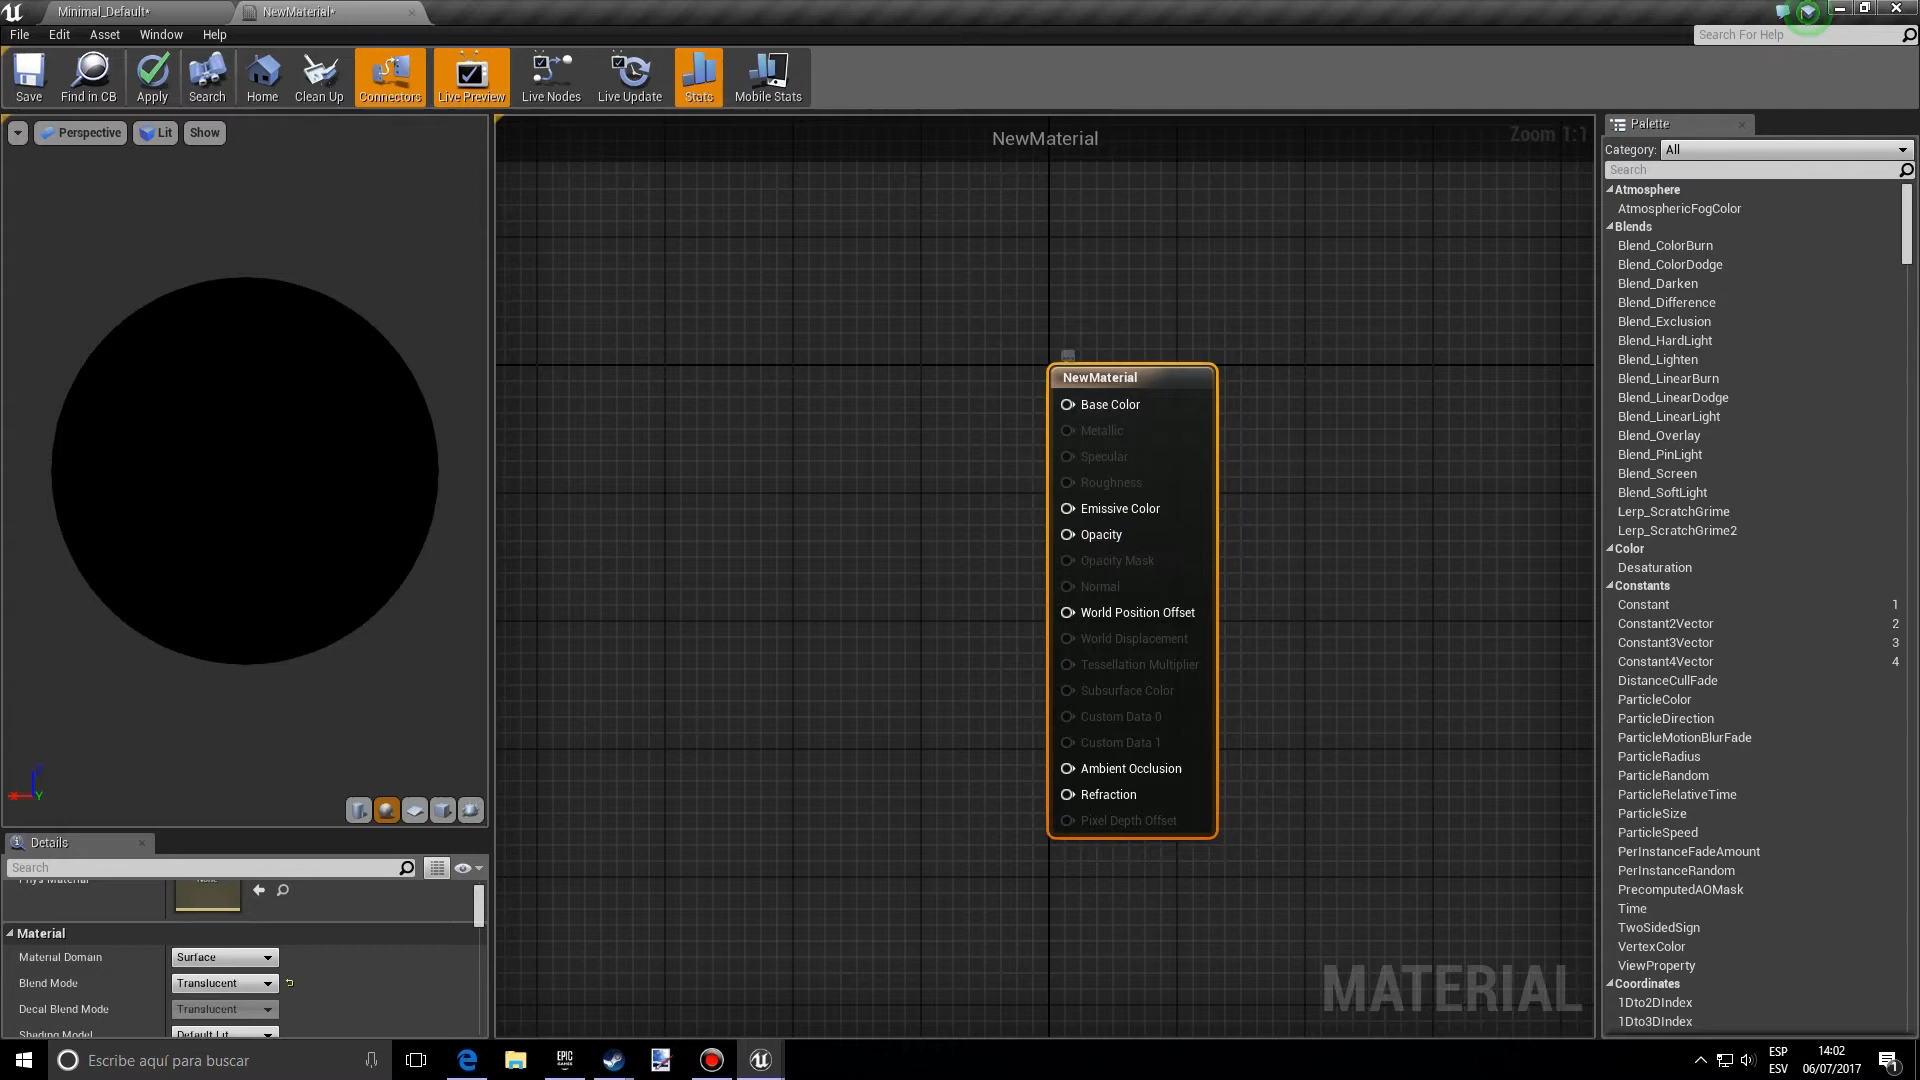 Minimal_Default*
NewMaterial*
File
Edit
Asset
Window
Help
Search For Help
Save
Find in CB
Apply
Search
Home
Clean Up
Connectors
Live Preview
Live Nodes
Live Update
Stats
Mobile Stats
Perspective
Lit
Show
NewMaterial
Zoom 1:1
Palette
Category:
All
Search
Atmosphere
AtmosphericFogColor
Blends
Blend_ColorBurn
Blend_ColorDodge
Blend_Darken
Blend_Difference
Blend_Exclusion
Blend_HardLight
Blend_Lighten
Blend_LinearBurn
Blend_LinearDodge
Blend_LinearLight
Blend_Overlay
Blend_PinLight
Blend_Screen
Blend_SoftLight
Lerp_ScratchGrime
Lerp_ScratchGrime2
Color
Desaturation
Constants
Constant 1
Constant2Vector 2
Constant3Vector 3
Constant4Vector 4
DistanceCullFade
ParticleColor
ParticleDirection
ParticleMotionBlurFade
ParticleRadius
ParticleRandom
ParticleRelativeTime
ParticleSize
ParticleSpeed
PerInstanceFadeAmount
PerInstanceRandom
PrecomputedAOMask
Time
TwoSidedSign
VertexColor
ViewProperty
Coordinates
1Dto2DIndex
1Dto3DIndex
NewMaterial
Base Color
Metallic
Specular
Roughness
Emissive Color
Opacity
Opacity Mask
Normal
World Position Offset
World Displacement
Tessellation Multiplier
Subsurface Color
Custom Data 0
Custom Data 1
Ambient Occlusion
Refraction
Pixel Depth Offset
MATERIAL
Details
Search
Phys Material
None
Material
Material Domain
Surface
Blend Mode
Translucent
Decal Blend Mode
Translucent
Shading Model
Default Lit
Escribe aquí para buscar
EPIC GAMES
ESP
ESV
14:02
06/07/2017
1